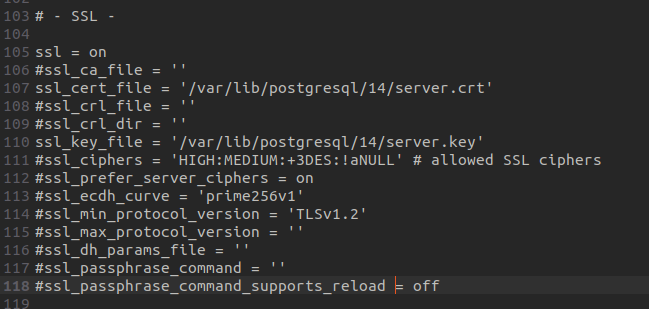 103 # - SSL -
104
105 ssl = on
106 #ssl_ca_file = ''
107 ssl_cert_file = '/var/lib/postgresql/14/server.crt'
108 #ssl_crl_file = ''
109 #ssl_crl_dir = ''
110 ssl_key_file = '/var/lib/postgresql/14/server.key'
111 #ssl_ciphers = 'HIGH:MEDIUM:+3DES:!aNULL' # allowed SSL ciphers
112 #ssl_prefer_server_ciphers = on
113 #ssl_ecdh_curve = 'prime256v1'
114 #ssl_min_protocol_version = 'TLSv1.2'
115 #ssl_max_protocol_version = ''
116 #ssl_dh_params_file = ''
117 #ssl_passphrase_command = ''
118 #ssl_passphrase_command_supports_reload = off
119